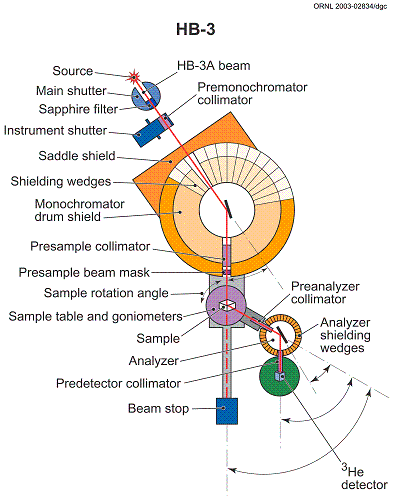 ORNL 2003-02834/dgc
HB-3
Source
HB-3A beam
Main shutter
Premonochromator
collimator
Sapphire filter
Instrument shutter
Saddle shield
Shielding wedges
Monochromator
drum shield
Presample collimator
Presample beam mask
Sample rotation angle
Preanalyzer
collimator
Sample table and goniometers
Analyzer
shielding
wedges
Sample
Analyzer
Predetector collimator
Beam stop
3He
detector